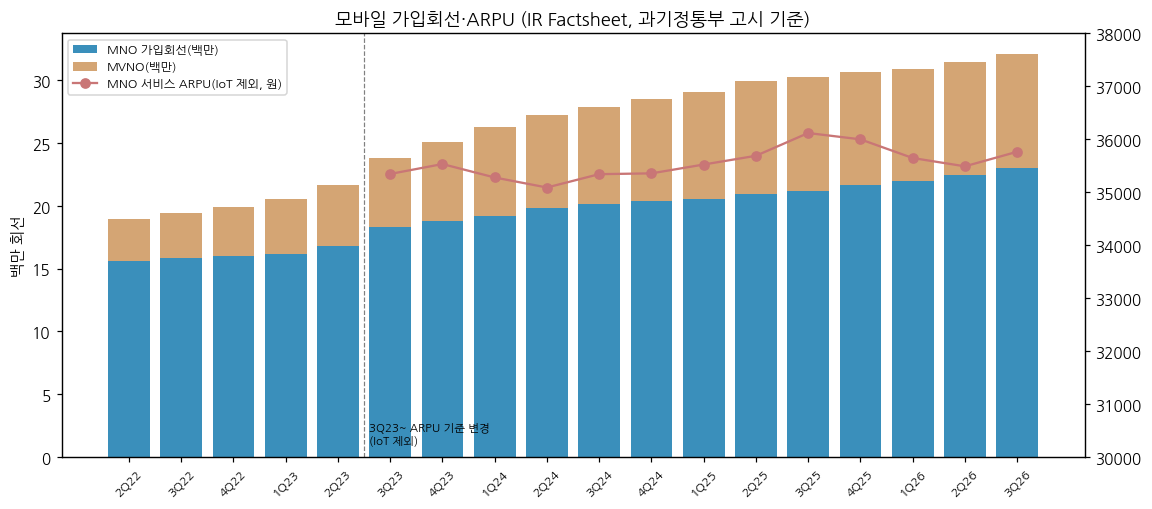 모바일 가입회선·ARPU (IR Factsheet, 과기정통부 고시 기준)
MNO 가입회선(백만)
MVNO(백만)
MNO 서비스 ARPU(IoT 제외, 원)
백만 회선
30
25
20
15
10
5
0
38000
37000
36000
35000
34000
33000
32000
31000
30000
3Q23~ ARPU 기준 변경
(IoT 제외)
2Q22 3Q22 4Q22 1Q23 2Q23 3Q23 4Q23 1Q24 2Q24 3Q24 4Q24 1Q25 2Q25 3Q25 4Q25 1Q26 2Q26 3Q26